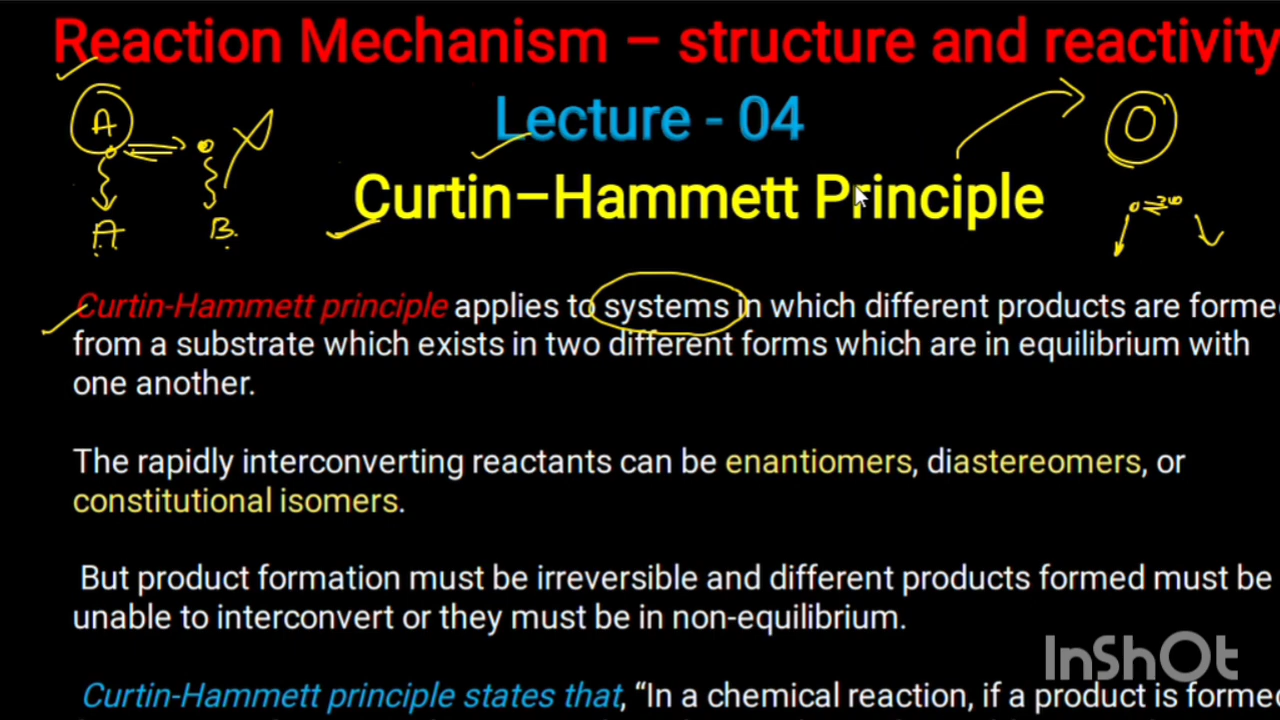 Reaction Mechanism – structure and reactivity
Lecture - 04
Curtin–Hammett Principle
A
A
B
Curtin-Hammett principle applies to systems in which different products are formed
from a substrate which exists in two different forms which are in equilibrium with
one another.
The rapidly interconverting reactants can be enantiomers, diastereomers, or
constitutional isomers.
But product formation must be irreversible and different products formed must be
unable to interconvert or they must be in non-equilibrium.
InShOt
Curtin-Hammett principle states that, “In a chemical reaction, if a product is formed